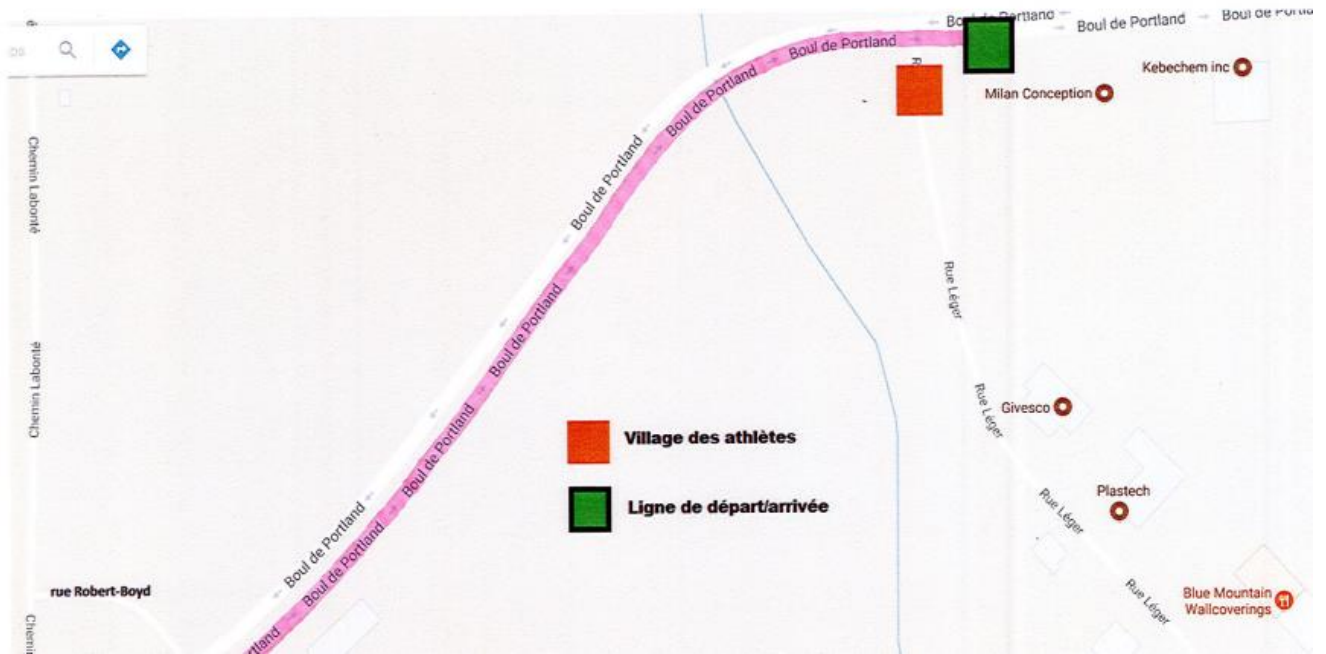 Boul de Portland
Boul de Portland
Boul de Portland
Boul de Portland
Kebechem inc
Milan Conception
Boul de Portland
Chemin Labonté
Boul de Portland
Rue Léger
Boul de Portland
Chemin Labonté
Rue Léger
Givesco
Boul de Portland
Village des athlètes
Plastech
Rue Léger
Ligne de départ/arrivée
Boul de Portland
Boul de Portland
rue Robert-Boyd
Rue Léger
Blue Mountain
Wallcoverings